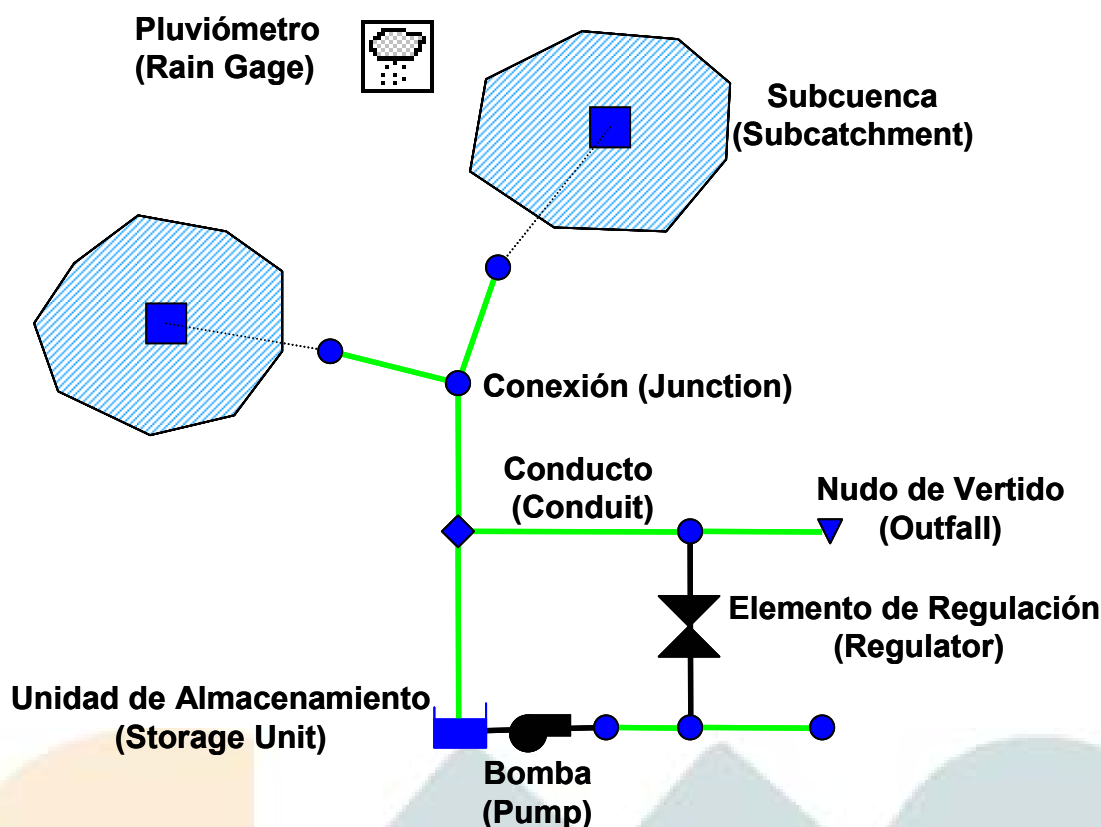 Pluviómetro
(Rain Gage)
Subcuenca
(Subcatchment)
Conexión (Junction)
Conducto
(Conduit)
Nudo de Vertido
(Outfall)
Elemento de Regulación
(Regulator)
Unidad de Almacenamiento
(Storage Unit)
Bomba
(Pump)